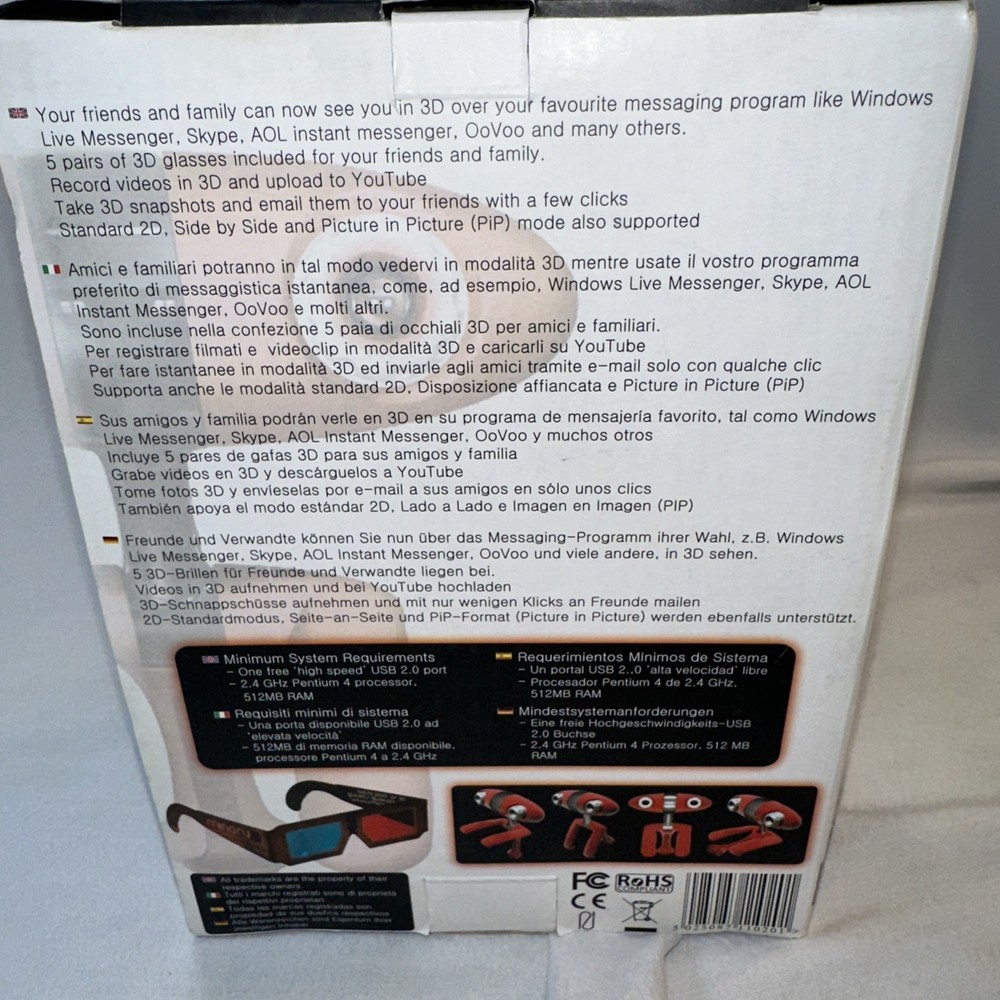 Your friends and family can now see you in 3D over your favourite messaging program like Windows
Live Messenger, Skype, AOL instant messenger, OoVoo and many others.
5 pairs of 3D glasses included for your friends and family.
Record videos in 3D and upload to YouTube
Take 3D snapshots and email them to your friends with a few clicks
Standard 2D, Side by Side and Picture in Picture (PiP) mode also supported
Amici e familiari potranno in tal modo vedervi in modalità 3D mentre usate il vostro programma
preferito di messaggistica istantanea, come, ad esempio, Windows Live Messenger, Skype, AOL
Instant Messenger, OoVoo e molti altri.
Sono incluse nella confezione 5 paia di occhiali 3D per amici e familiari.
Per registrare filmati e videoclip in modalità 3D e caricarli su YouTube
Per fare istantanee in modalità 3D ed inviarle agli amici tramite e-mail solo con qualche clic
Supporta anche le modalità standard 2D, Disposizione affiancata e Picture in Picture (PiP)
Sus amigos y familia podrán verle en 3D en su programa de mensajería favorito, tal como Windows
Live Messenger, Skype, AOL Instant Messenger, OoVoo y muchos otros
Incluye 5 pares de gafas 3D para sus amigos y familia
Grabe videos en 3D y descárguelos a YouTube
Tome fotos 3D y envíeselas por e-mail a sus amigos en sólo unos clics
También apoya el modo estándar 2D, Lado a Lado e Imagen en Imagen (PIP)
Freunde und Verwandte können Sie nun über das Messaging-Programm ihrer Wahl, z.B. Windows
Live Messenger, Skype, AOL Instant Messenger, OoVoo und viele andere, in 3D sehen.
5 3D-Brillen für Freunde und Verwandte liegen bei.
Videos in 3D aufnehmen und bei YouTube hochladen
3D-Schnappschüsse aufnehmen und mit nur wenigen Klicks an Freunde mailen
2D-Standardmodus, Seite-an-Seite und PiP-Format (Picture in Picture) werden ebenfalls unterstützt.
Minimum System Requirements
- One free 'high speed' USB 2.0 port
- 2.4 GHz Pentium 4 processor,
512MB RAM
Requisiti minimi di sistema
- Una porta disponibile USB 2.0 ad
'elevata velocità'
- 512MB di memoria RAM disponibile,
processore Pentium 4 a 2.4 GHz
Requerimientos Mínimos de Sistema
- Un portal USB 2..0 'alta velocidad' libre
- Procesador Pentium 4 de 2.4 GHz,
512MB RAM
Mindestsystemanforderungen
- Eine freie Hochgeschwindigkeits-USB
2.0 Buchse
- 2,4 GHz Pentium 4 Prozessor, 512 MB
RAM
minoru
All trademarks are the property of their
respective owners.
Tutti i marchi registrati sono di proprietà
dei rispettivi proprietari
Todas las marcas registradas son
propiedad de sus dueños respectivos
Alle Warenzeichen sind Eigentum ihrer
jeweiligen Inhaber
FC
RoHS
COMPLIANT
CE
5 025087 110201 >